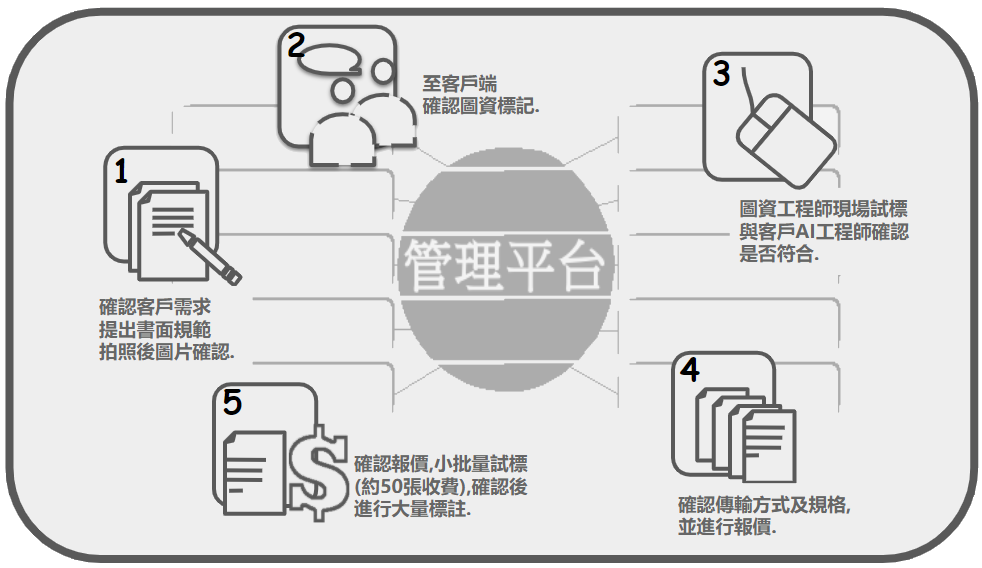 1
確認客戶需求
提出書面規範
拍照後圖片確認.
2
至客戶端
確認圖資標記.
3
圖資工程師現場試標
與客戶AI工程師確認
是否符合.
管理平台
4
確認傳輸方式及規格,
並進行報價.
5
確認報價,小批量試標
(約50張收費),確認後
進行大量標註.